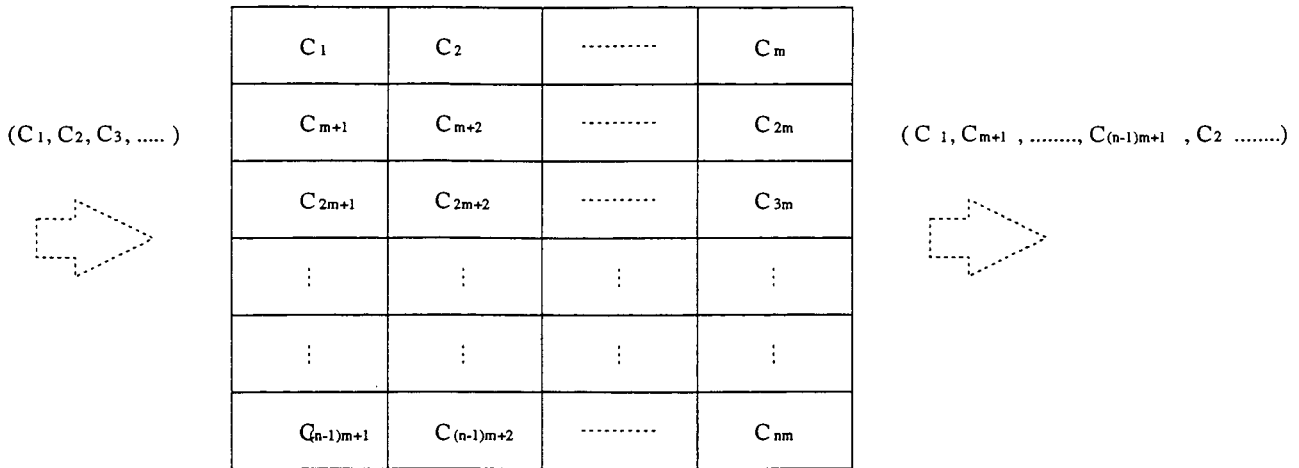 C1 C2 ......... Cm
(C1, C2, C3, ..... )
Cm+1 Cm+2 ......... C2m
(C 1, Cm+1 , ........, C(n-1)m+1 , C2 ........)
C2m+1 C2m+2 ......... C3m
⋮ ⋮ ⋮ ⋮
⋮ ⋮ ⋮ ⋮
C(n-1)m+1 C(n-1)m+2 ......... Cnm